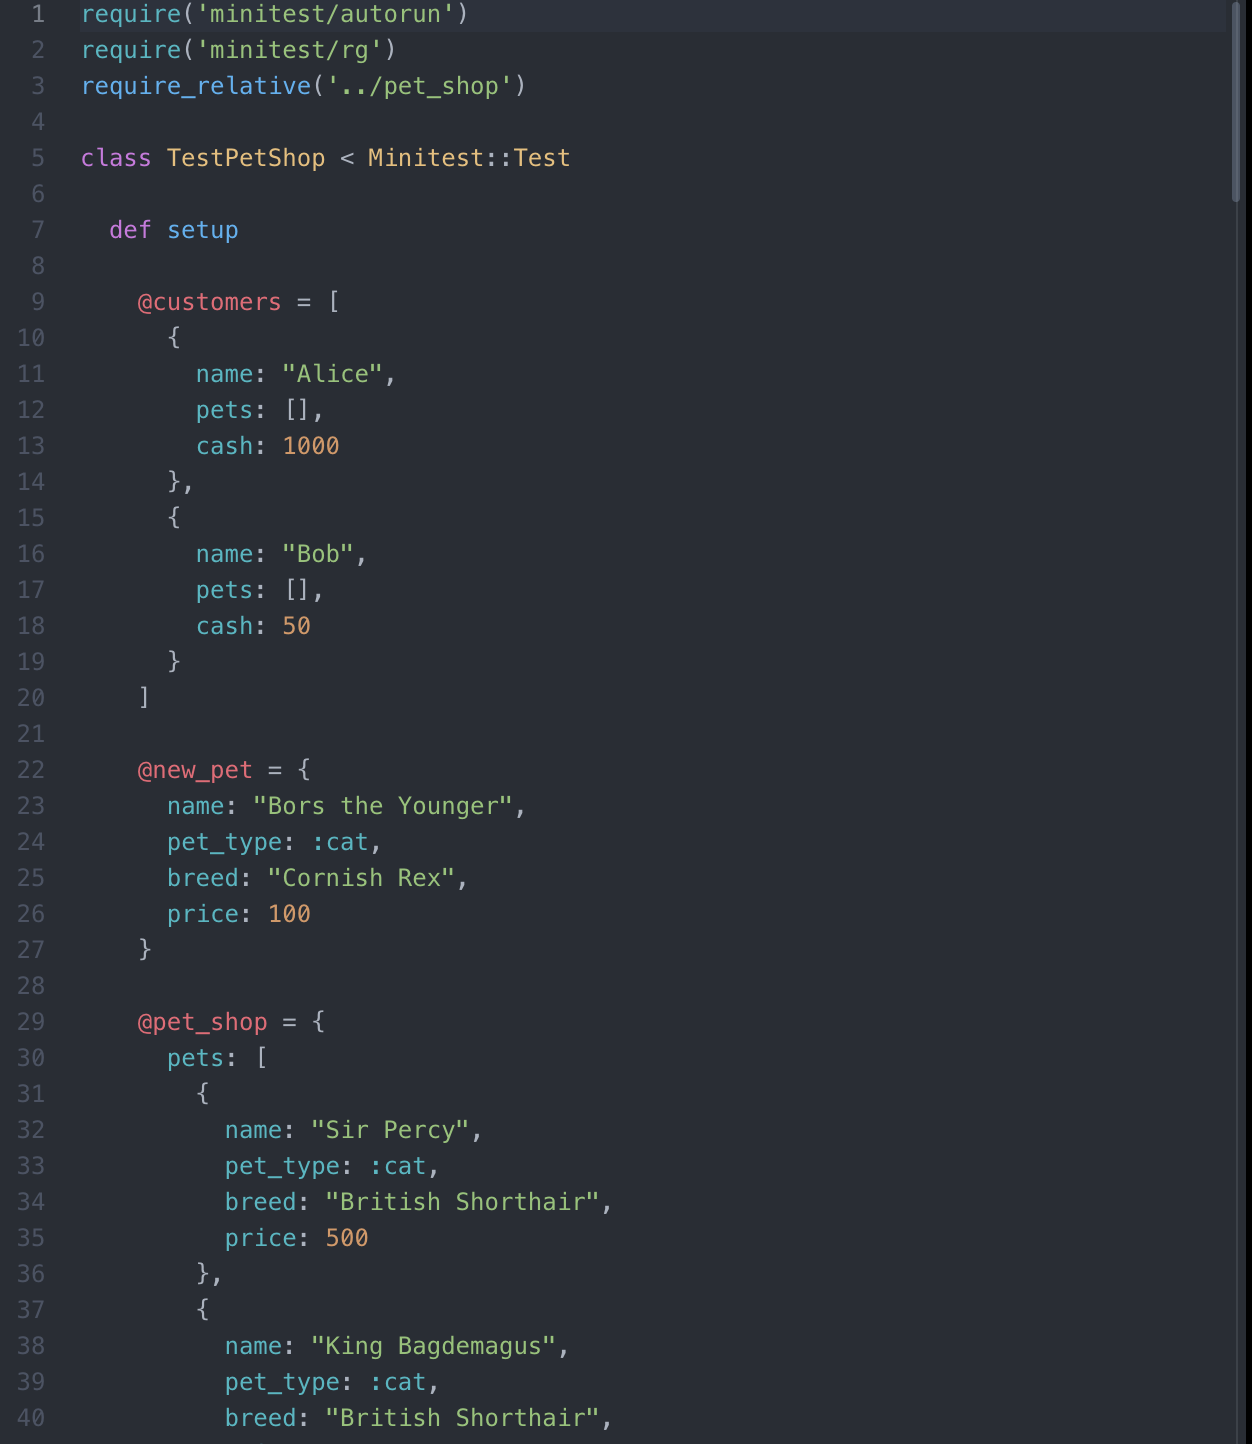 1 require('minitest/autorun')
2 require('minitest/rg')
3 require_relative('../pet_shop')
4
5 class TestPetShop < Minitest::Test
6
7   def setup
8
9     @customers = [
10       {
11         name: "Alice",
12         pets: [],
13         cash: 1000
14       },
15       {
16         name: "Bob",
17         pets: [],
18         cash: 50
19       }
20     ]
21
22     @new_pet = {
23       name: "Bors the Younger",
24       pet_type: :cat,
25       breed: "Cornish Rex",
26       price: 100
27     }
28
29     @pet_shop = {
30       pets: [
31         {
32           name: "Sir Percy",
33           pet_type: :cat,
34           breed: "British Shorthair",
35           price: 500
36         },
37         {
38           name: "King Bagdemagus",
39           pet_type: :cat,
40           breed: "British Shorthair",